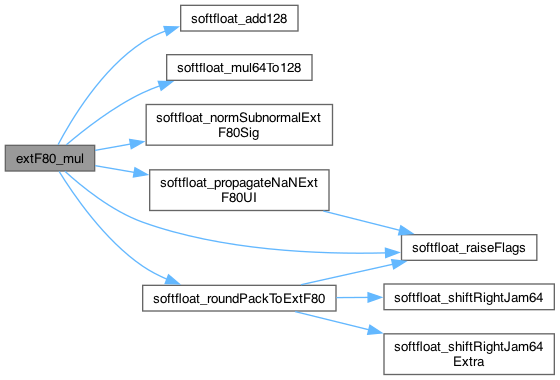 softfloat_add128
softfloat_mul64To128
softfloat_normSubnormalExt
F80Sig
extF80_mul
softfloat_propagateNaNExt
F80UI
softfloat_raiseFlags
softfloat_roundPackToExtF80
softfloat_shiftRightJam64
softfloat_shiftRightJam64
Extra